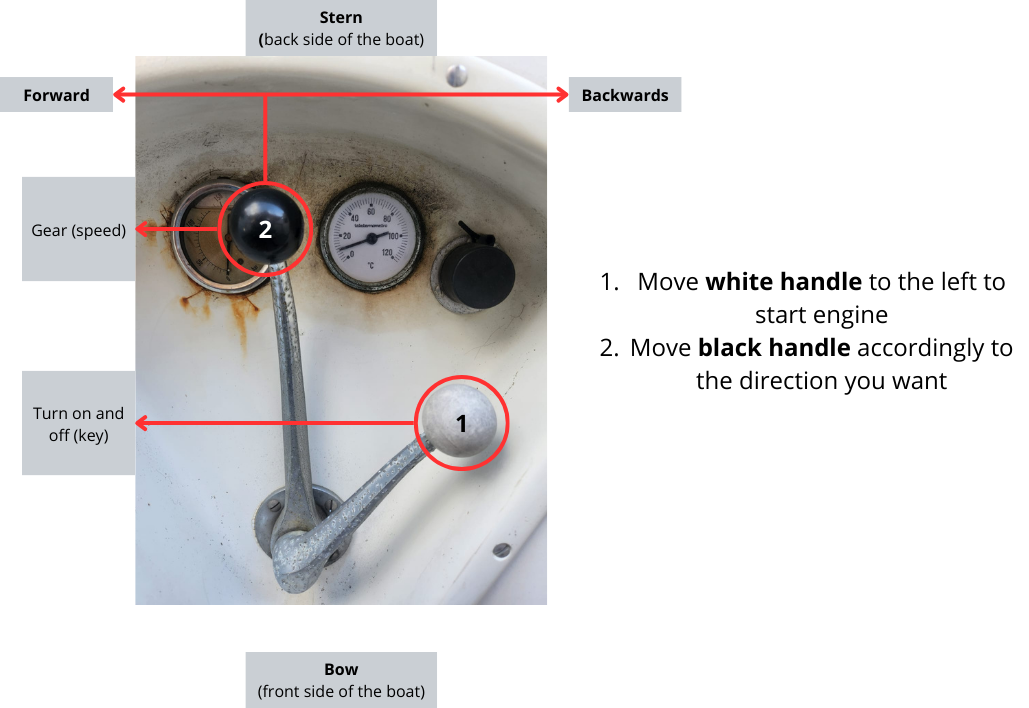 Stern
(back side of the boat)
Forward
Backwards
Gear (speed)
2
0
20
40
60
80
100
120
°C
Turn on and
off (key)
1
1. Move white handle to the left to
start engine
2. Move black handle accordingly to
the direction you want
Bow
(front side of the boat)